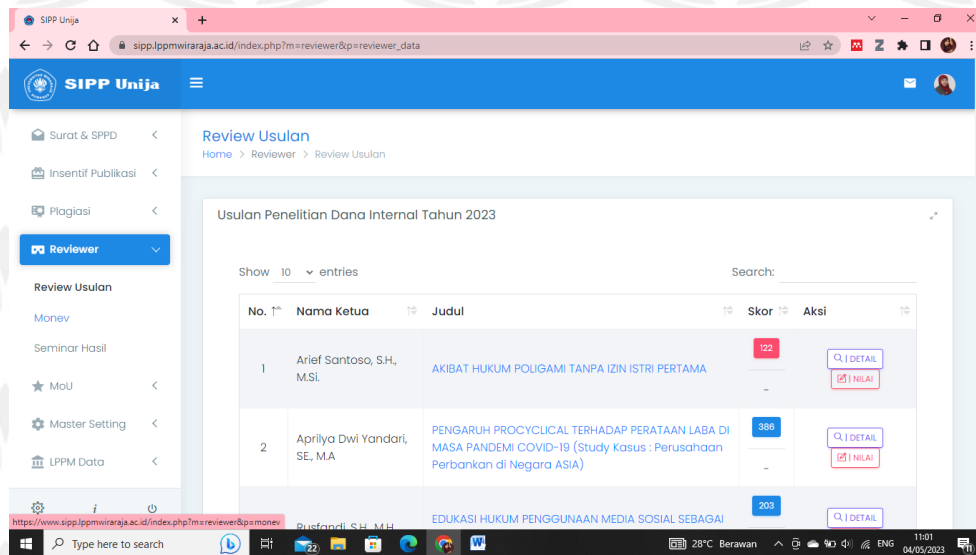 SIPP Unija
sipp.lppmwiraraja.ac.id/index.php?m=reviewer&p=reviewer_data
SIPP Unija
Surat & SPPD
Insentif Publikasi
Plagiasi
Reviewer
Review Usulan
Monev
Seminar Hasil
MoU
Master Setting
LPPM Data
Review Usulan
Home > Reviewer > Review Usulan
Usulan Penelitian Dana Internal Tahun 2023
Show 10 entries
Search:
No. Nama Ketua Judul Skor Aksi
1 Arief Santoso, S.H., M.Si. AKIBAT HUKUM POLIGAMI TANPA IZIN ISTRI PERTAMA 122 - DETAIL
NILAI
2 Aprilya Dwi Yandari, SE., M.A PENGARUH PROCYCLICAL TERHADAP PERATAAN LABA DI 386 DETAIL
MASA PANDEMI COVID-19 (Study Kasus : Perusahaan NILAI
Perbankan di Negara ASIA) -
Rusfandi, S.H., M.H EDUKASI HUKUM PENGGUNAAN MEDIA SOSIAL SEBAGAI 203 DETAIL
https://www.sipp.lppmwiraraja.ac.id/index.php?m=reviewer&p=monev
Type here to search
22
28°C Berawan
ENG
11:01
04/05/2023